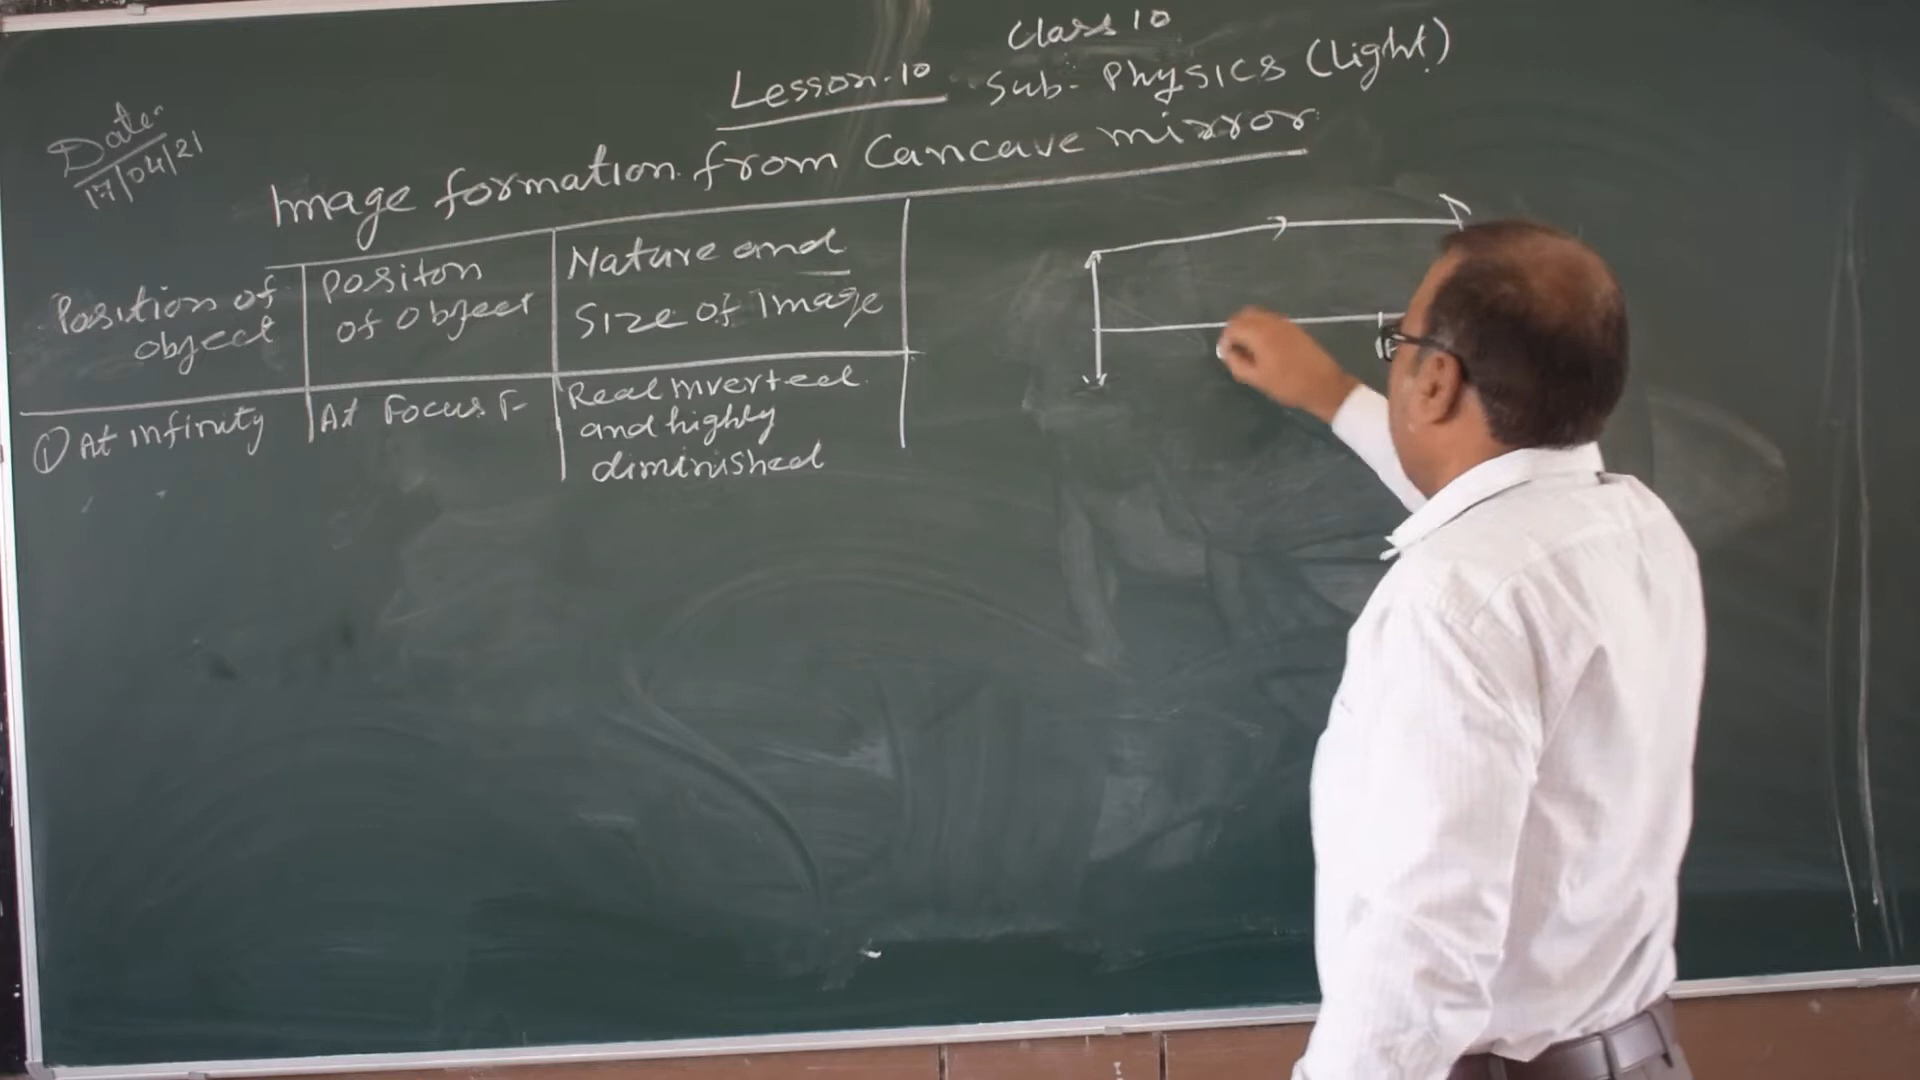 Class 10
Lesson-10
Sub- Physics (Light)
Date-
17/04/21
Image formation from Cancave mirror
Position of
object
Positon
of object
Nature and
Size of Image
① At infinity
At Focus F
Real inverted
and highly
diminished